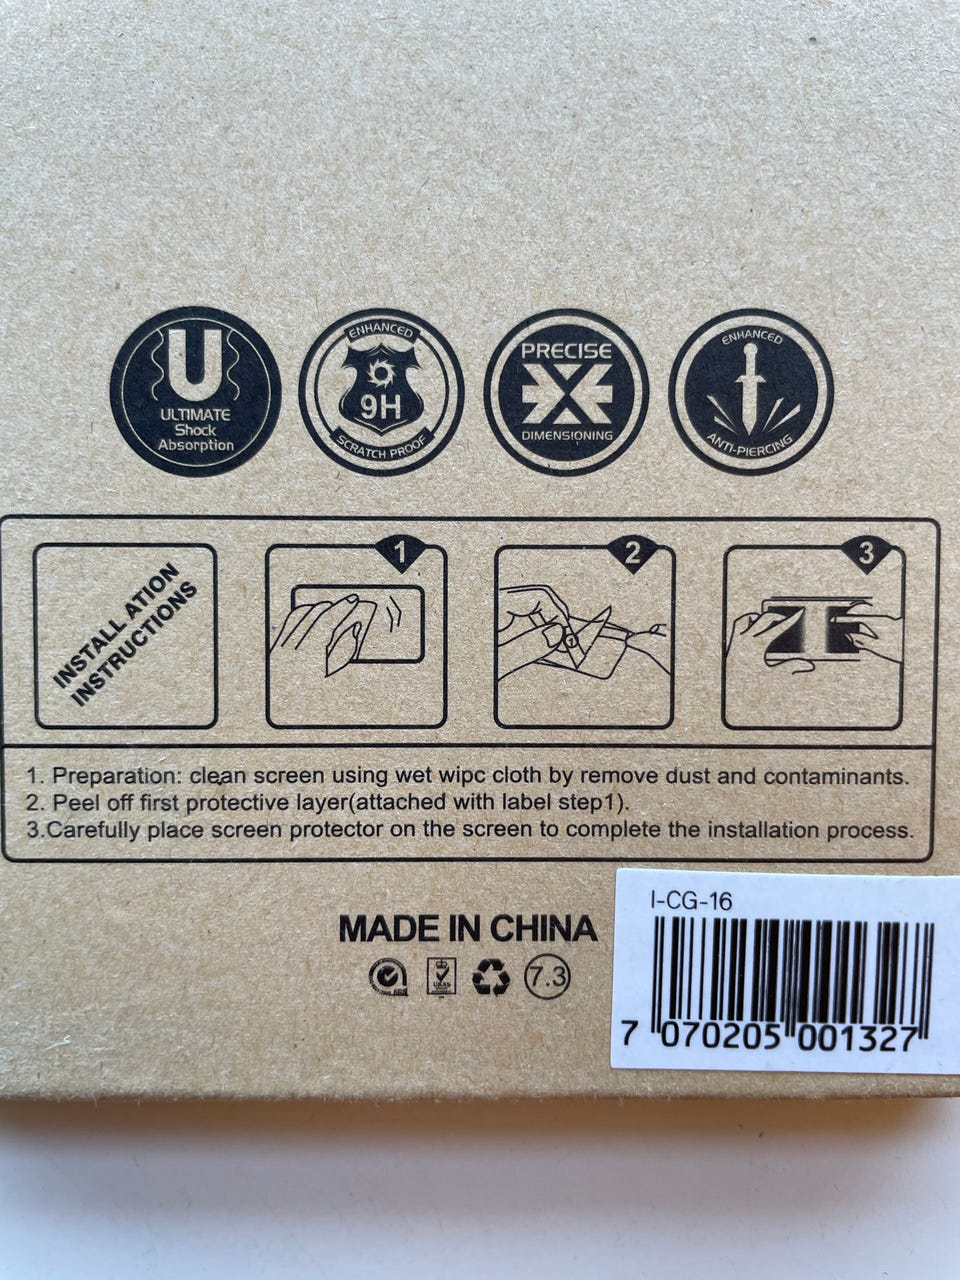 U
ULTIMATE
Shock
Absorption
ENHANCED
9H
SCRATCH PROOF
PRECISE
DIMENSIONING
ENHANCED
ANTI-PIERCING
INSTALL ATION
INSTRUCTIONS
1
2
1
3
1. Preparation: clean screen using wet wipc cloth by remove dust and contaminants.
2. Peel off first protective layer(attached with label step1).
3.Carefully place screen protector on the screen to complete the installation process.
I-CG-16
MADE IN CHINA
SGS
UKAS
7.3
7 070205 001327